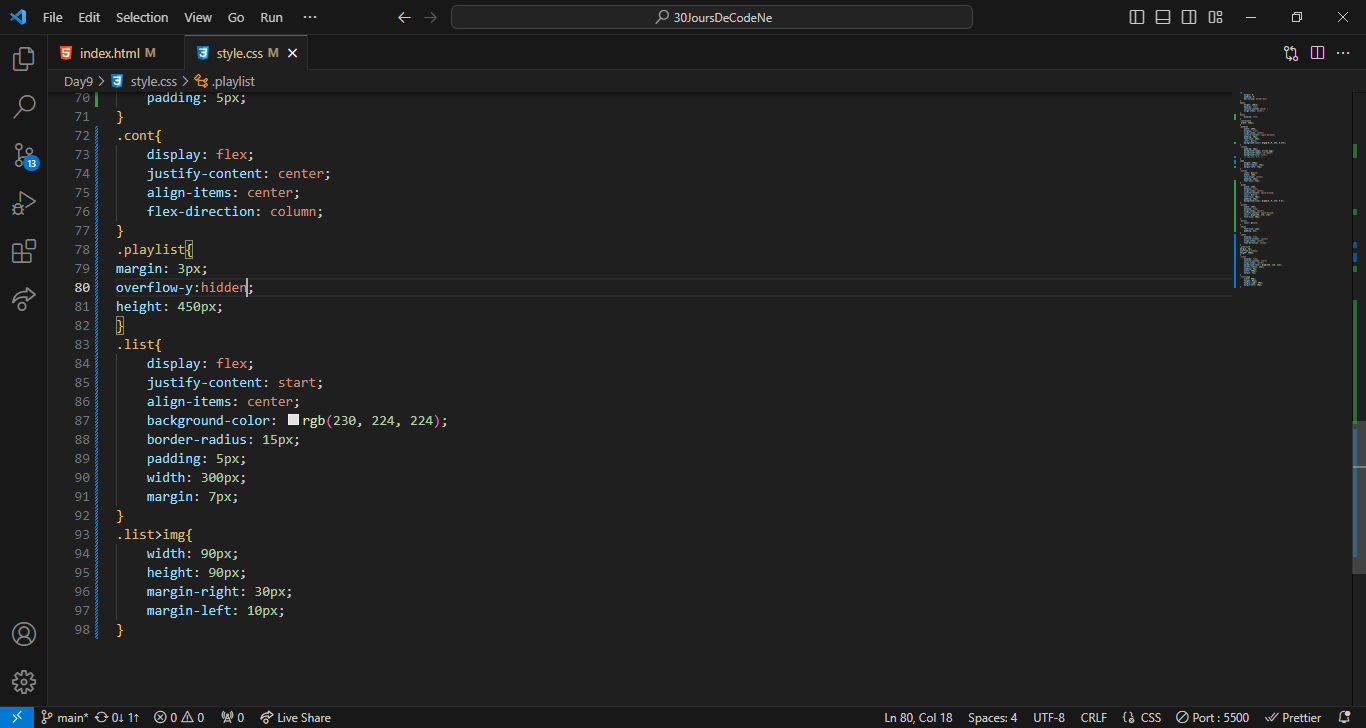 File Edit Selection View Go Run ··· 30JoursDeCodeNe
index.html M style.css M
Day9 > style.css > .playlist
70 padding: 5px;
71 }
72 .cont{
73 display: flex;
74 justify-content: center;
75 align-items: center;
76 flex-direction: column;
77 }
78 .playlist{
79 margin: 3px;
80 overflow-y:hidden;
81 height: 450px;
82 }
83 .list{
84 display: flex;
85 justify-content: start;
86 align-items: center;
87 background-color: rgb(230, 224, 224);
88 border-radius: 15px;
89 padding: 5px;
90 width: 300px;
91 margin: 7px;
92 }
93 .list>img{
94 width: 90px;
95 height: 90px;
96 margin-right: 30px;
97 margin-left: 10px;
98 }
13
main* 0↓ 1↑ 0 0 0 Live Share Ln 80, Col 18 Spaces: 4 UTF-8 CRLF CSS Port : 5500 Prettier